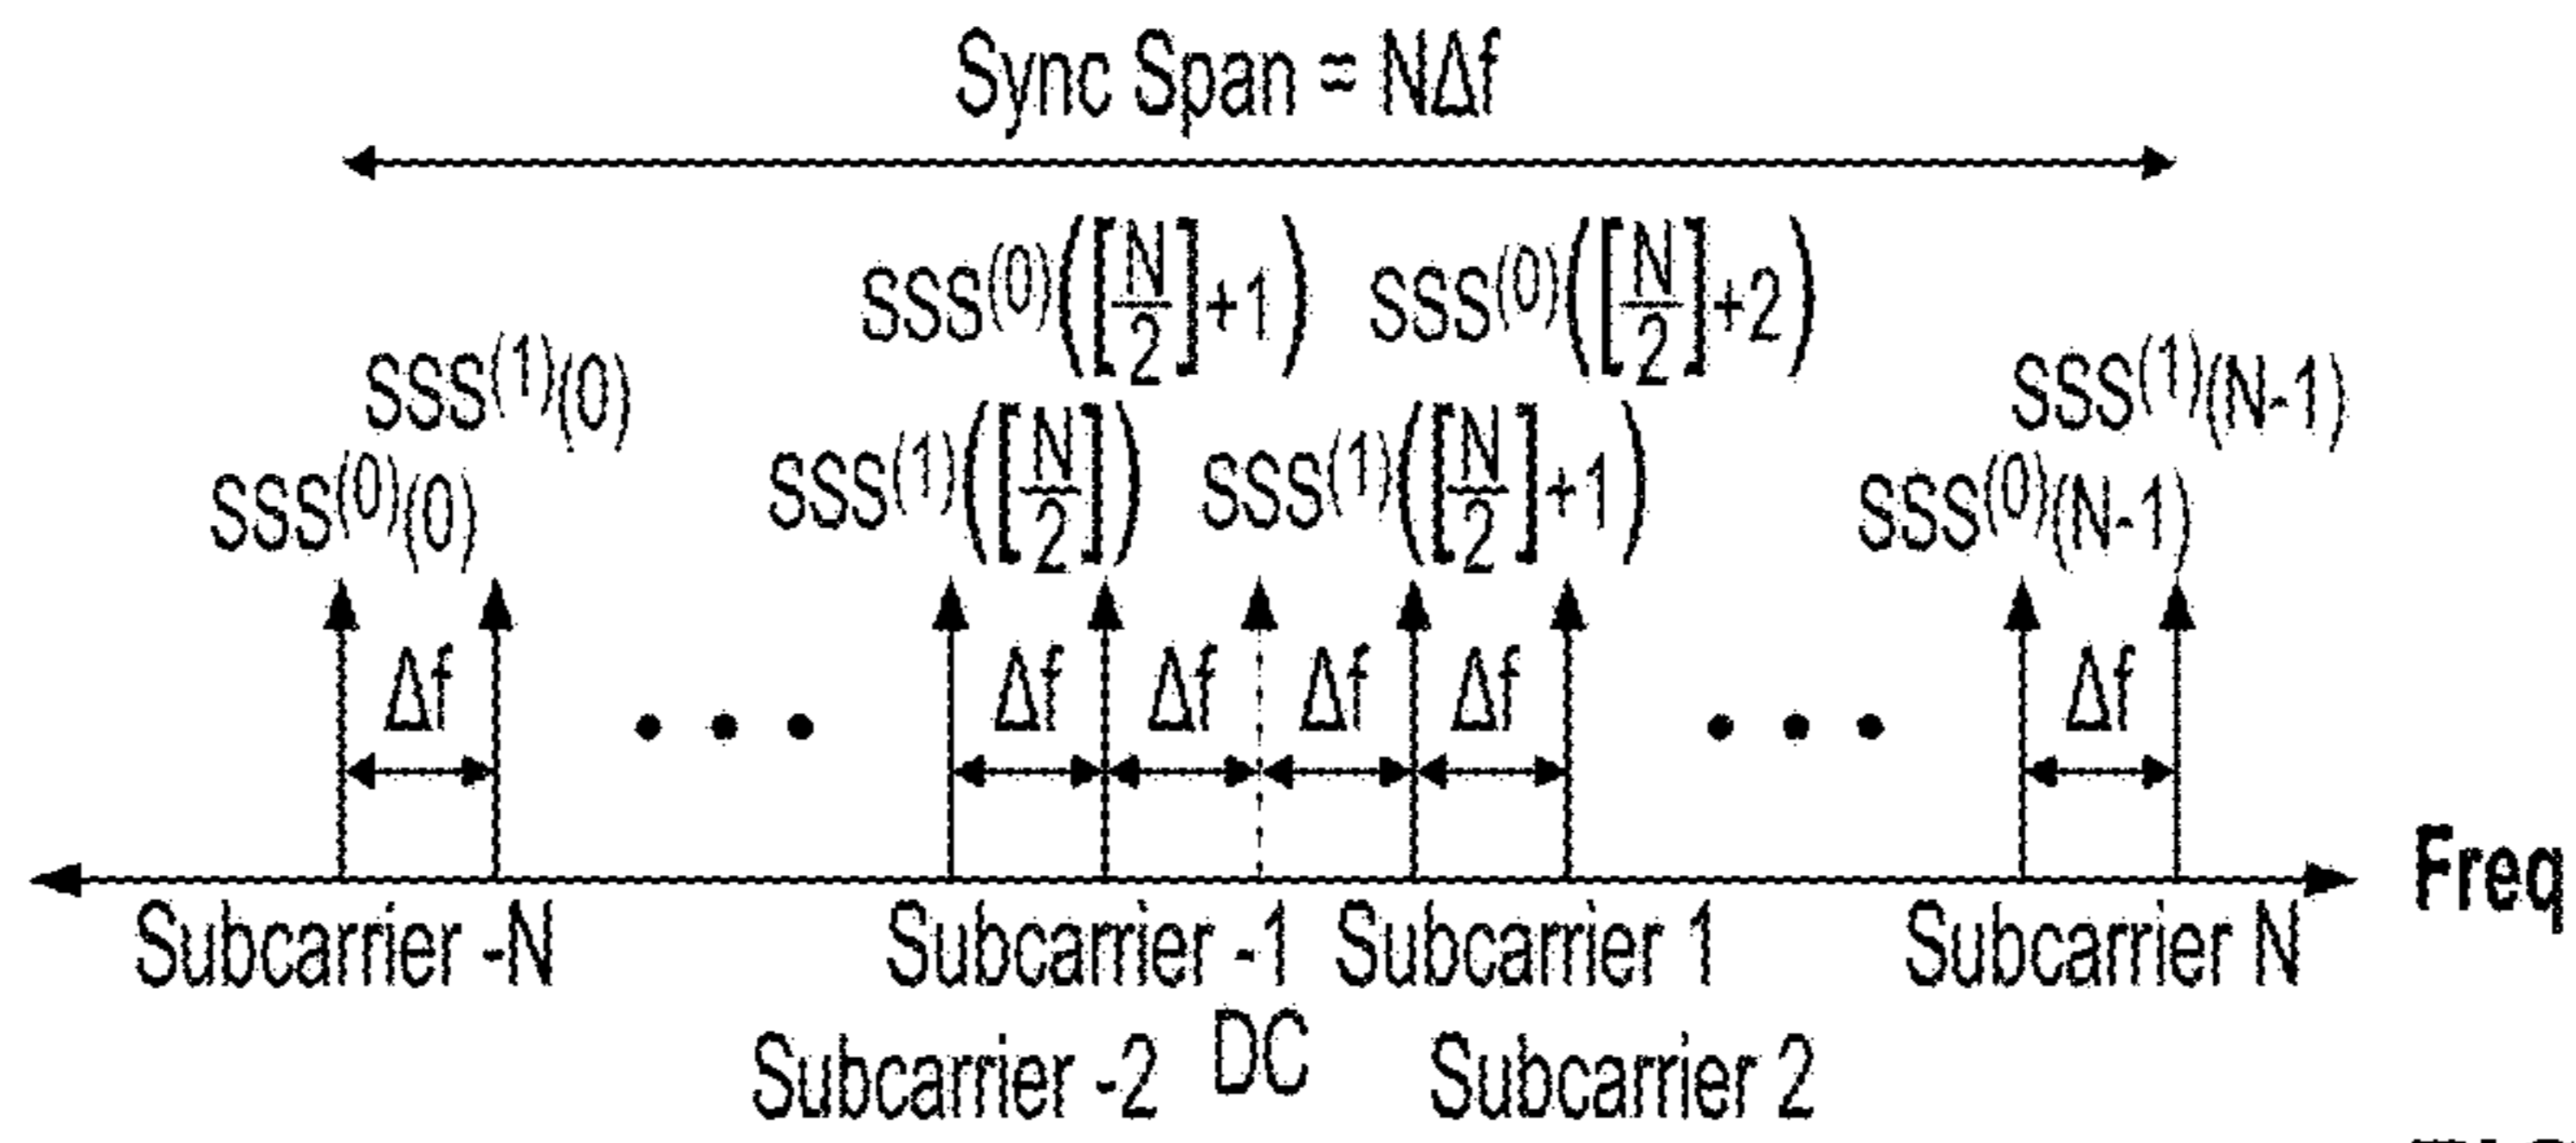 Sync Span = NΔf
SSS(0)([N/2]+1) SSS(0)([N/2]+2)
SSS(1)(0) SSS(1)(N-1)
SSS(1)([N/2]) SSS(1)([N/2]+1)
SSS(0)(0) SSS(0)(N-1)
Δf Δf Δf Δf Δf Δf
Freq
Subcarrier -N Subcarrier -1 Subcarrier 1 Subcarrier N
Subcarrier -2 DC Subcarrier 2